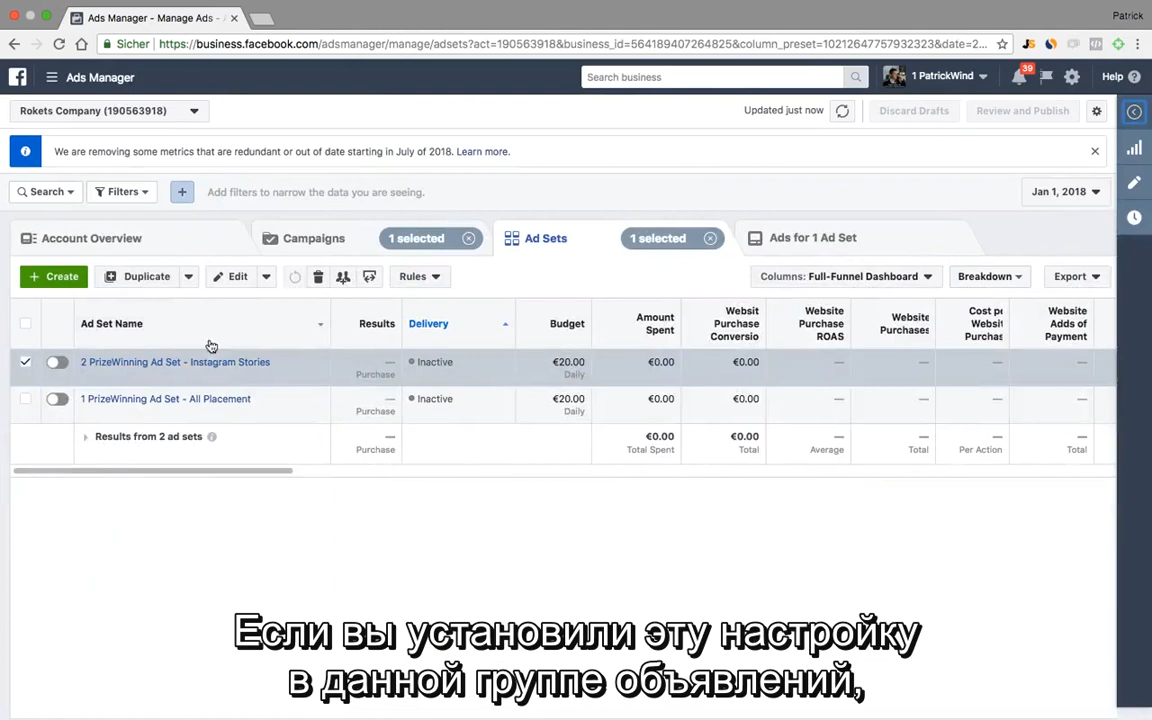 Patrick
Ads Manager - Manage Ads -
Sicher https://business.facebook.com/adsmanager/manage/adsets?act=190563918&business_id=564189407264825&column_preset=10212647757932323&date=2...
Ads Manager
Search business
1 PatrickWind
39
Help
Rokets Company (190563918)
Updated just now
Discard Drafts
Review and Publish
We are removing some metrics that are redundant or out of date starting in July of 2018. Learn more.
Search
Filters
Add filters to narrow the data you are seeing.
Jan 1, 2018
Account Overview
Campaigns
1 selected
Ad Sets
1 selected
Ads for 1 Ad Set
+ Create
Duplicate
Edit
Rules
Columns: Full-Funnel Dashboard
Breakdown
Export
Ad Set Name
Results
Delivery
Budget
Amount
Spent
Websit
Purchase
Conversio
Website
Purchase
ROAS
Website
Purchases
Cost pe
Websit
Purchas
Website
Adds of
Payment
2 PrizeWinning Ad Set - Instagram Stories
—
Purchase
Inactive
€20.00
Daily
€0.00
€0.00
—
—
—
—
1 PrizeWinning Ad Set - All Placement
—
Purchase
Inactive
€20.00
Daily
€0.00
€0.00
—
—
—
—
Results from 2 ad sets
—
Purchase
€0.00
Total Spent
€0.00
Total
—
Average
—
Total
—
Per Action
—
Total
Если вы установили эту настройку
в данной группе объявлений,